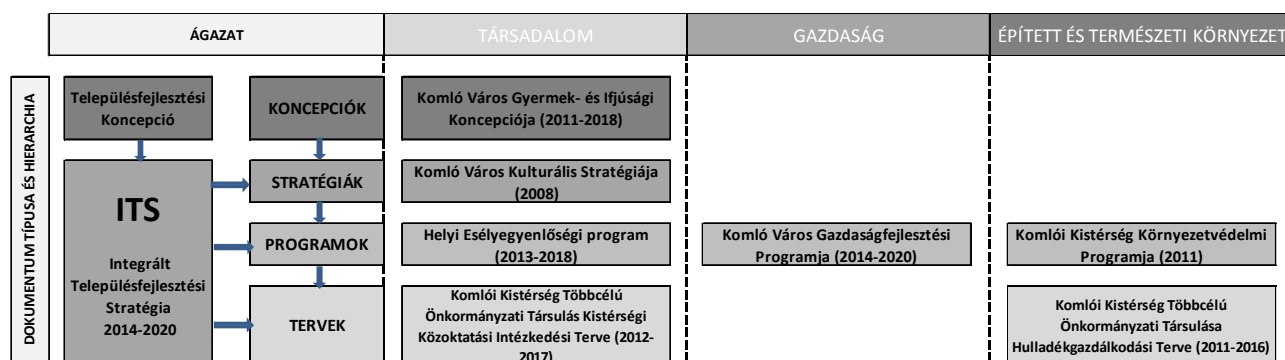 ÁGAZAT
TÁRSADALOM
GAZDASÁG
ÉPÍTETT ÉS TERMÉSZETI KÖRNYEZET
DOKUMENTUM TÍPUSA ÉS HIERARCHIA
Településfejlesztési
Koncepció
KONCEPCIÓK
Komló Város Gyermek- és Ifjúsági
Koncepciója (2011-2018)
ITS
Integrált
Településfejlesztési
Stratégia
2014-2020
STRATÉGIÁK
Komló Város Kulturális Stratégiája
(2008)
PROGRAMOK
Helyi Esélyegyenlőségi program
(2013-2018)
Komló Város Gazdaságfejlesztési
Programja (2014-2020)
Komlói Kistérség Környezetvédelmi
Programja (2011)
TERVEK
Komlói Kistérség Többcélú
Önkormányzati Társulás Kistérségi
Közoktatási Intézkedési Terve (2012-
2017)
Komlói Kistérség Többcélú
Önkormányzati Társulása
Hulladékgazdálkodási Terve (2011-2016)